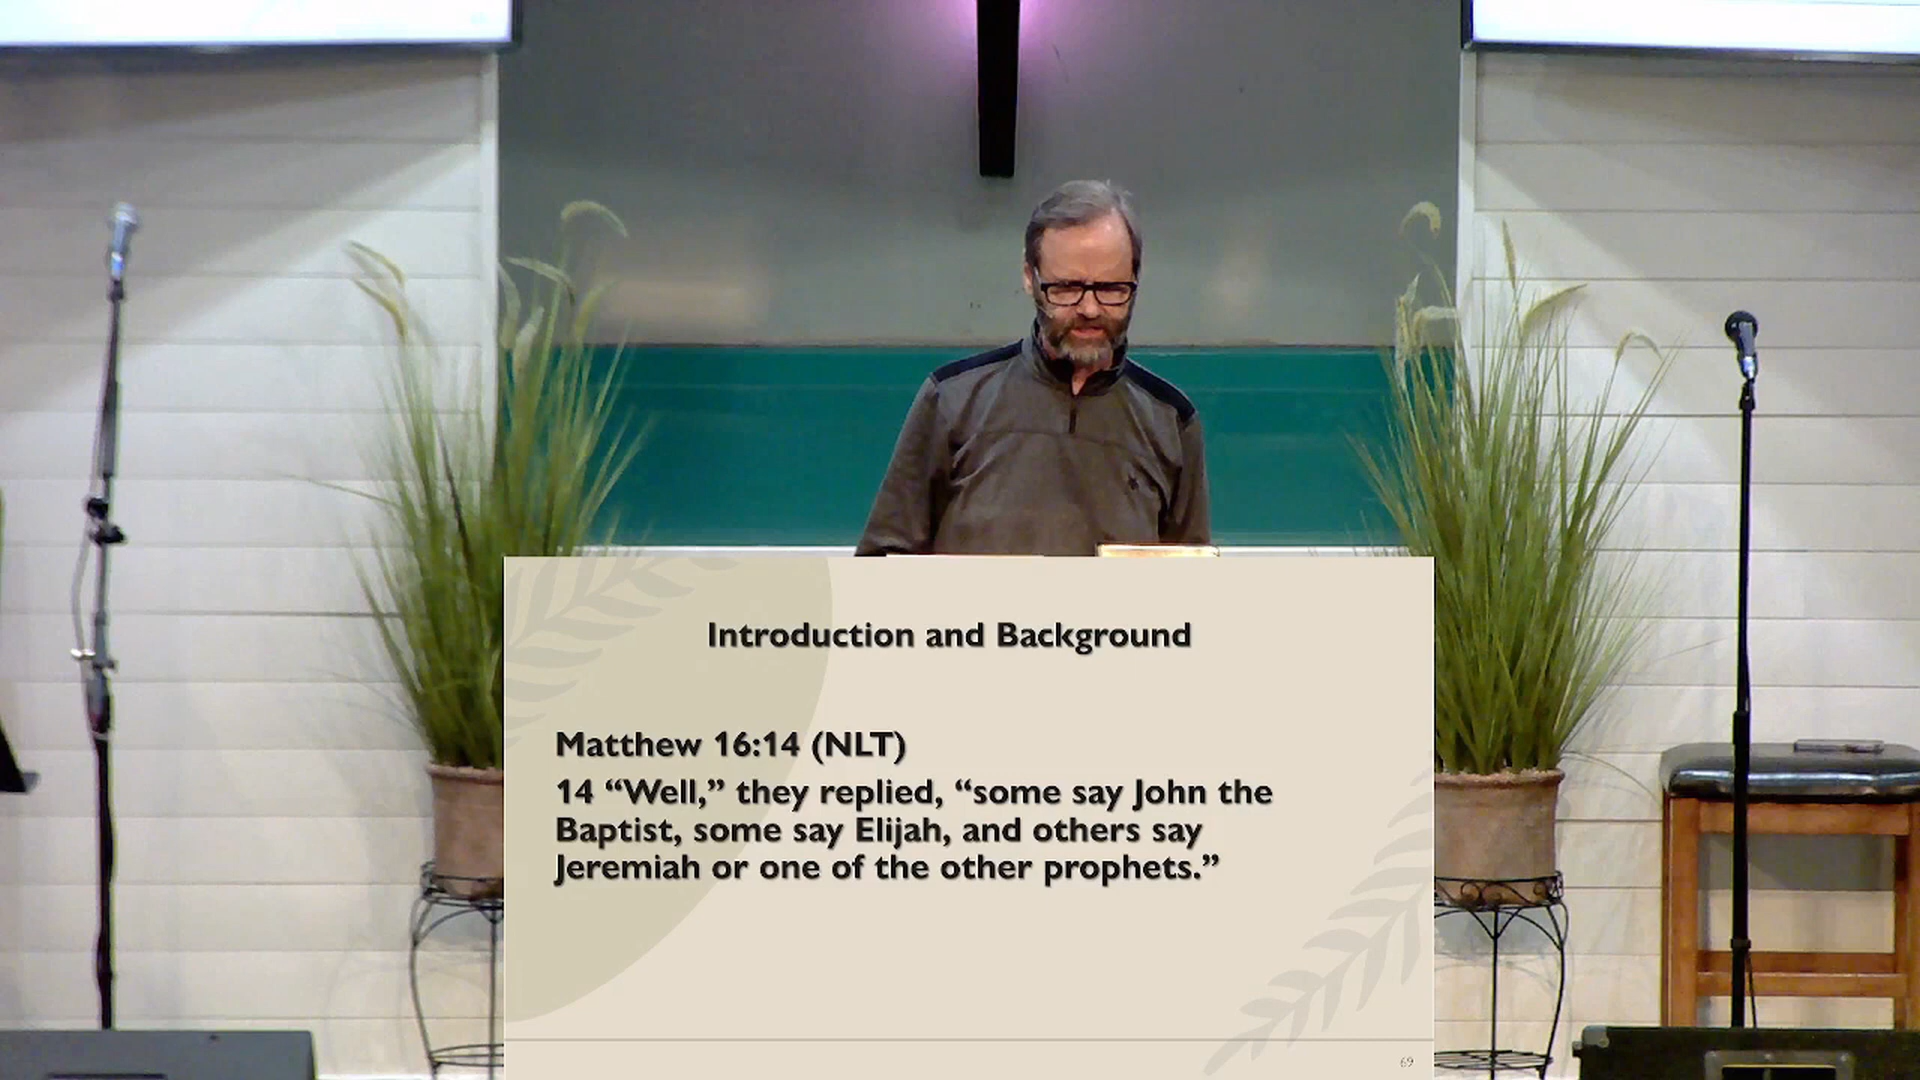 Introduction and Background
Matthew 16:14 (NLT)
14 “Well,” they replied, “some say John the
Baptist, some say Elijah, and others say
Jeremiah or one of the other prophets.”
69